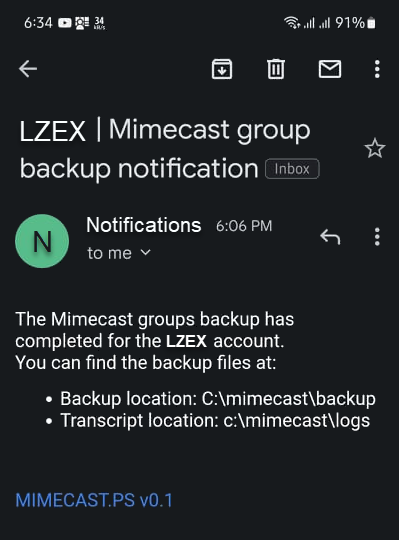 6:34 34 KB/s 91%
LZEX | Mimecast group
backup notification Inbox
N Notifications 6:06 PM
to me
The Mimecast groups backup has
completed for the LZEX account.
You can find the backup files at:
• Backup location: C:\mimecast\backup
• Transcript location: c:\mimecast\logs
MIMECAST.PS v0.1